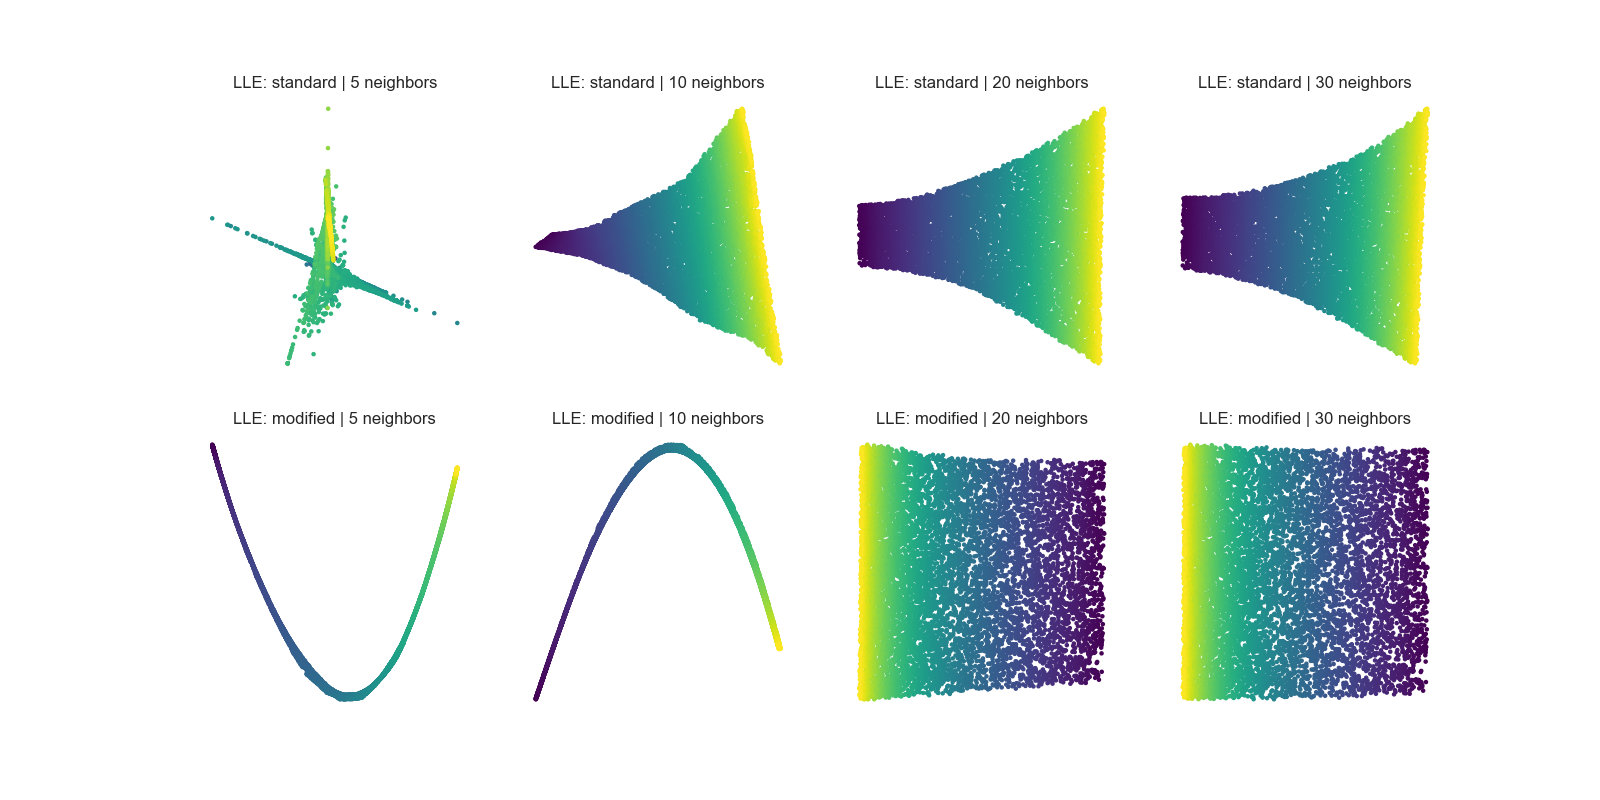 LLE: standard | 5 neighbors
LLE: standard | 10 neighbors
LLE: standard | 20 neighbors
LLE: standard | 30 neighbors
LLE: modified | 5 neighbors
LLE: modified | 10 neighbors
LLE: modified | 20 neighbors
LLE: modified | 30 neighbors